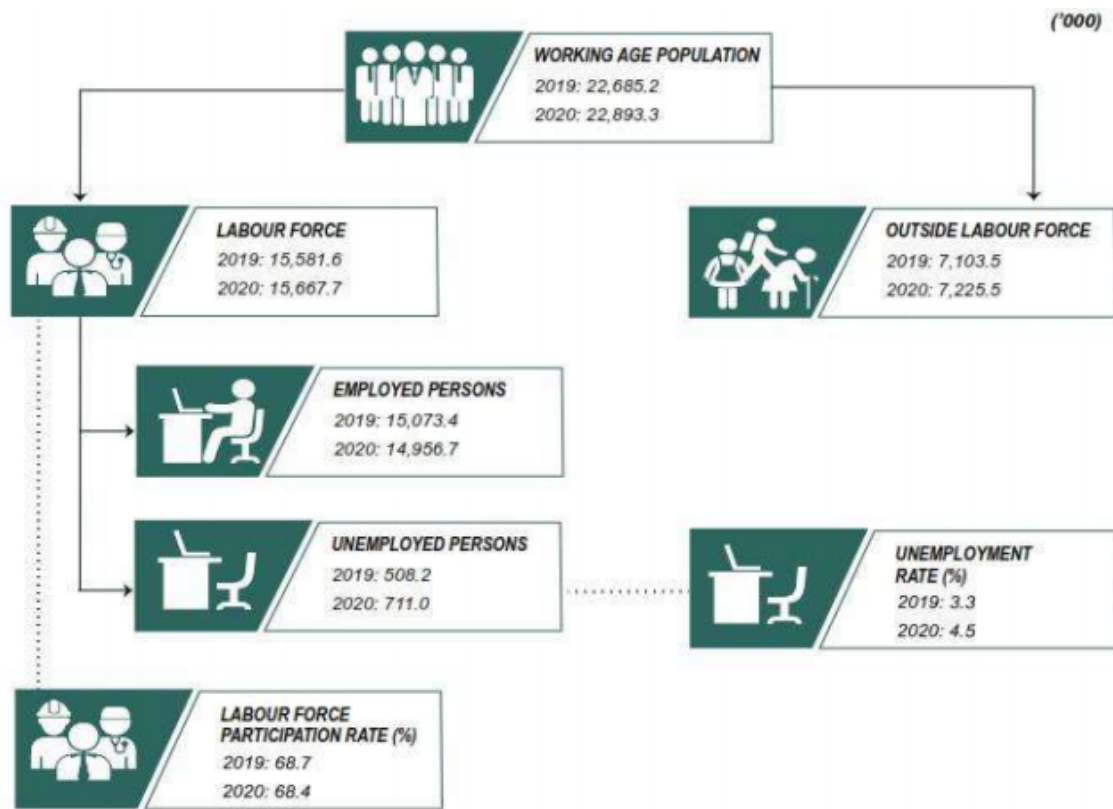 ('000)
WORKING AGE POPULATION
2019: 22,685.2
2020: 22,893.3
LABOUR FORCE
2019: 15,581.6
2020: 15,667.7
OUTSIDE LABOUR FORCE
2019: 7,103.5
2020: 7,225.5
EMPLOYED PERSONS
2019: 15,073.4
2020: 14,956.7
UNEMPLOYED PERSONS
2019: 508.2
2020: 711.0
UNEMPLOYMENT
RATE (%)
2019: 3.3
2020: 4.5
LABOUR FORCE
PARTICIPATION RATE (%)
2019: 68.7
2020: 68.4